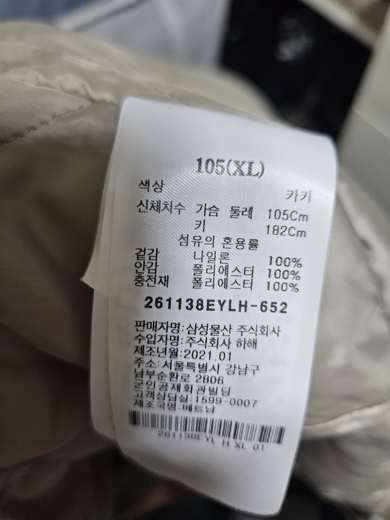 105(XL)
색상 카키
신체치수 가슴 둘레 105Cm
키 182Cm
섬유의 혼용률
겉감 나일론 100%
안감 폴리에스터 100%
충전재 폴리에스터 100%
261138EYLH-652
판매자명:삼성물산 주식회사
수입자명:주식회사 하해
제조년월:2021.01
주소:서울특별시 강남구
남부순환로 2806
군인공제회관빌딩
고객상담실:1599-0007
제조국명:베트남
261138EYL H XL 01